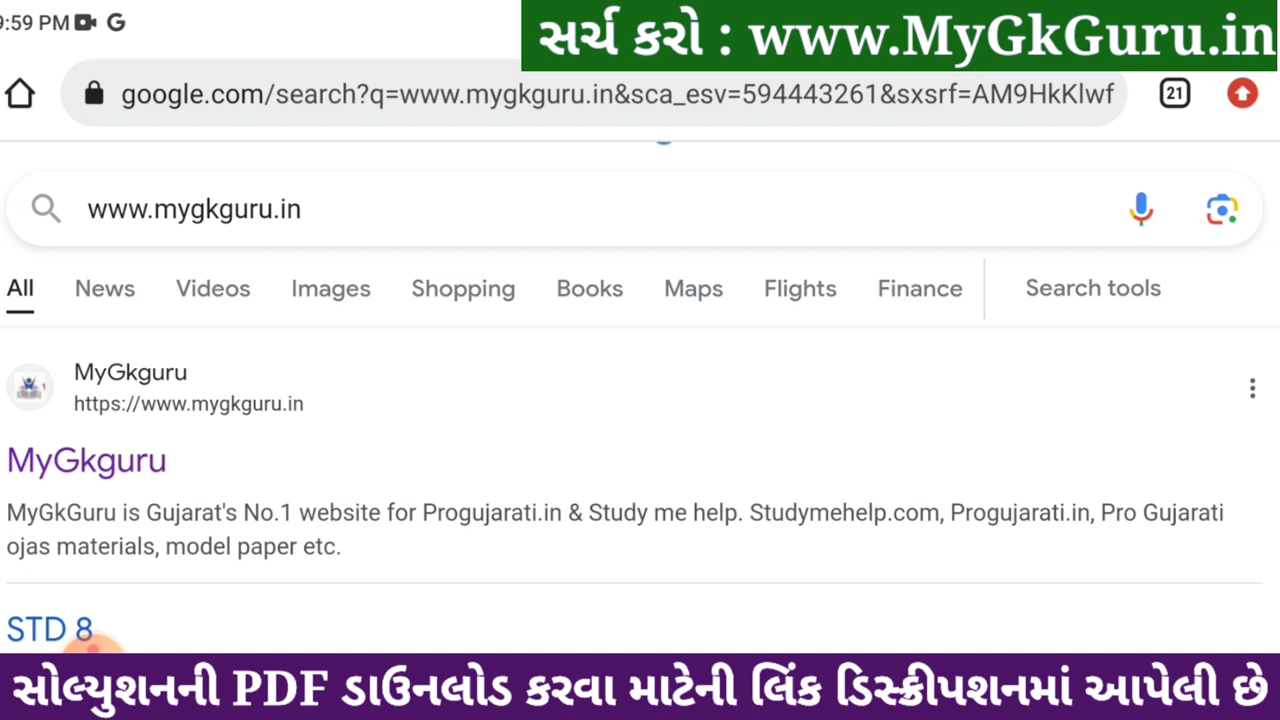 9:59 PM
સર્ચ કરો : www.MyGkGuru.in
google.com/search?q=www.mygkguru.in&sca_esv=594443261&sxsrf=AM9HkKlwf
21
www.mygkguru.in
All News Videos Images Shopping Books Maps Flights Finance Search tools
MyGkguru
https://www.mygkguru.in
MyGkguru
MyGkGuru is Gujarat's No.1 website for Progujarati.in & Study me help. Studymehelp.com, Progujarati.in, Pro Gujarati
ojas materials, model paper etc.
STD 8
સોલ્યુશનની PDF ડાઉનલોડ કરવા માટેની લિંક ડિસ્ક્રીપશનમાં આપેલી છે